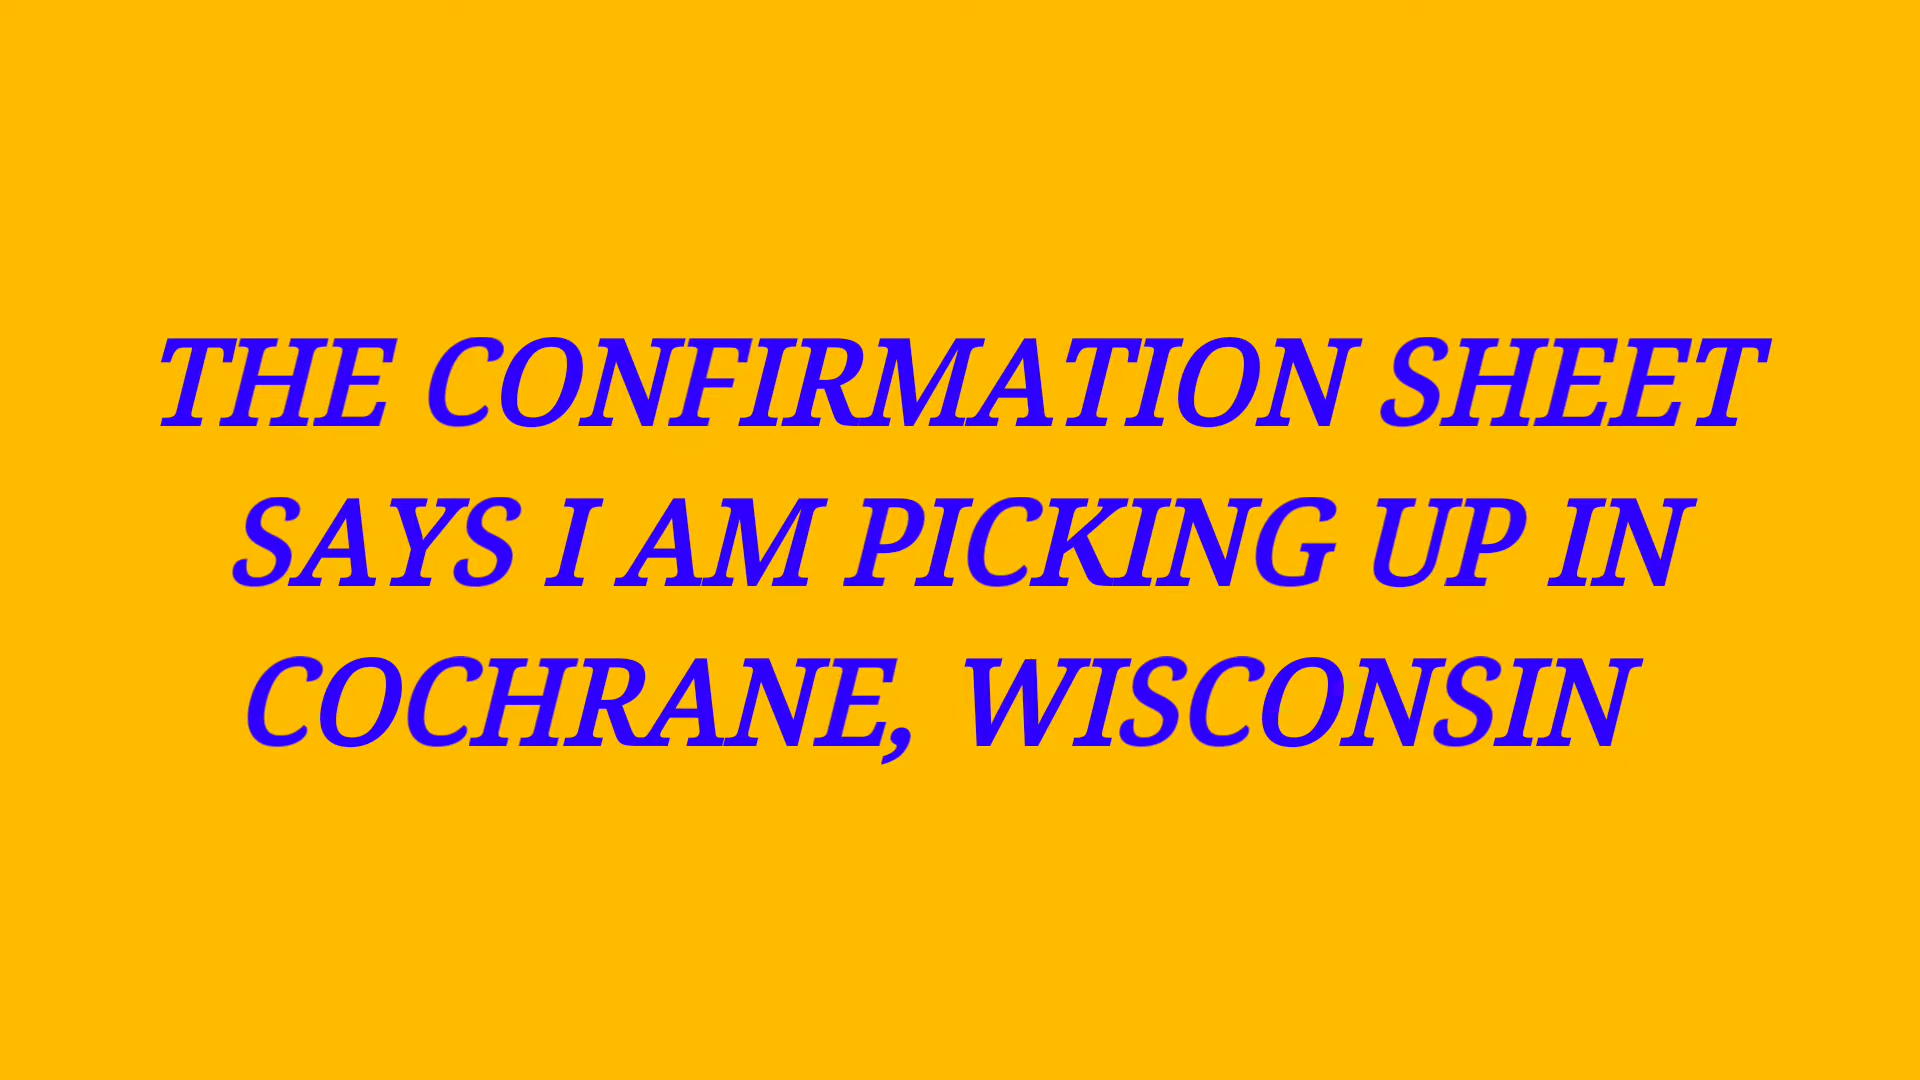 THE CONFIRMATION SHEET
SAYS I AM PICKING UP IN
COCHRANE, WISCONSIN